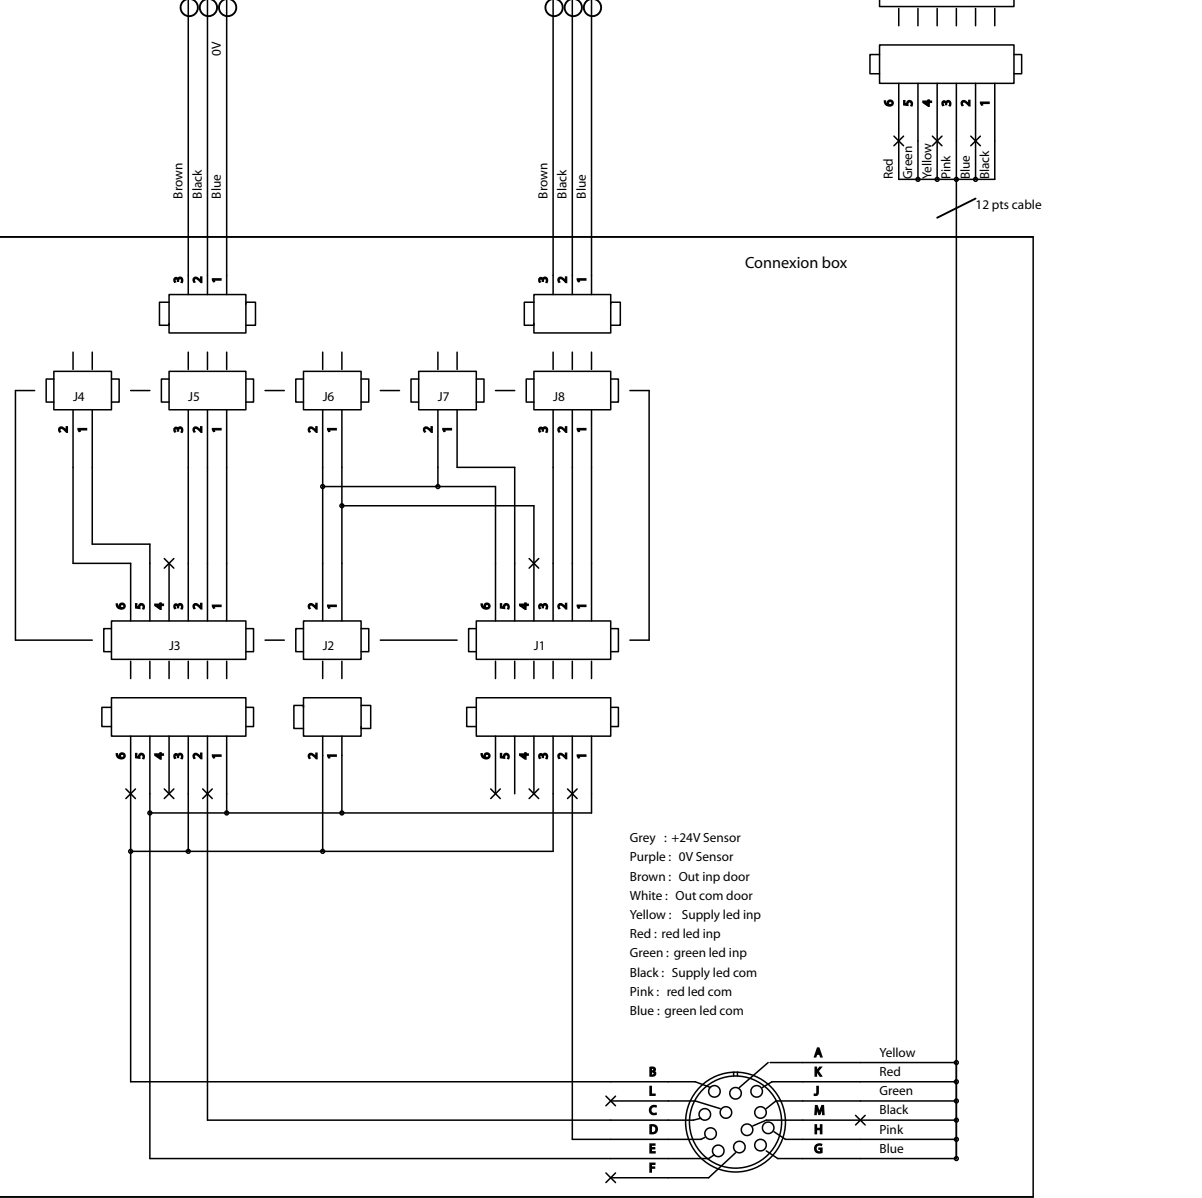 0V
6 5 4 3 2 1
Brown Black Blue
Brown Black Blue
Red Green Yellow Pink Blue Black
12 pts cable
Connexion box
3 2 1
3 2 1
J4 J5 J6 J7 J8
2 1 3 2 1 2 1 2 1 3 2 1
6 5 4 3 2 1 2 1 6 5 4 3 2 1
J3 J2 J1
6 5 4 3 2 1 2 1 6 5 4 3 2 1
Grey : +24V Sensor
Purple : 0V Sensor
Brown : Out inp door
White : Out com door
Yellow : Supply led inp
Red : red led inp
Green : green led inp
Black : Supply led com
Pink : red led com
Blue : green led com
A Yellow
B K Red
L J Green
C M Black
D H Pink
E G Blue
F